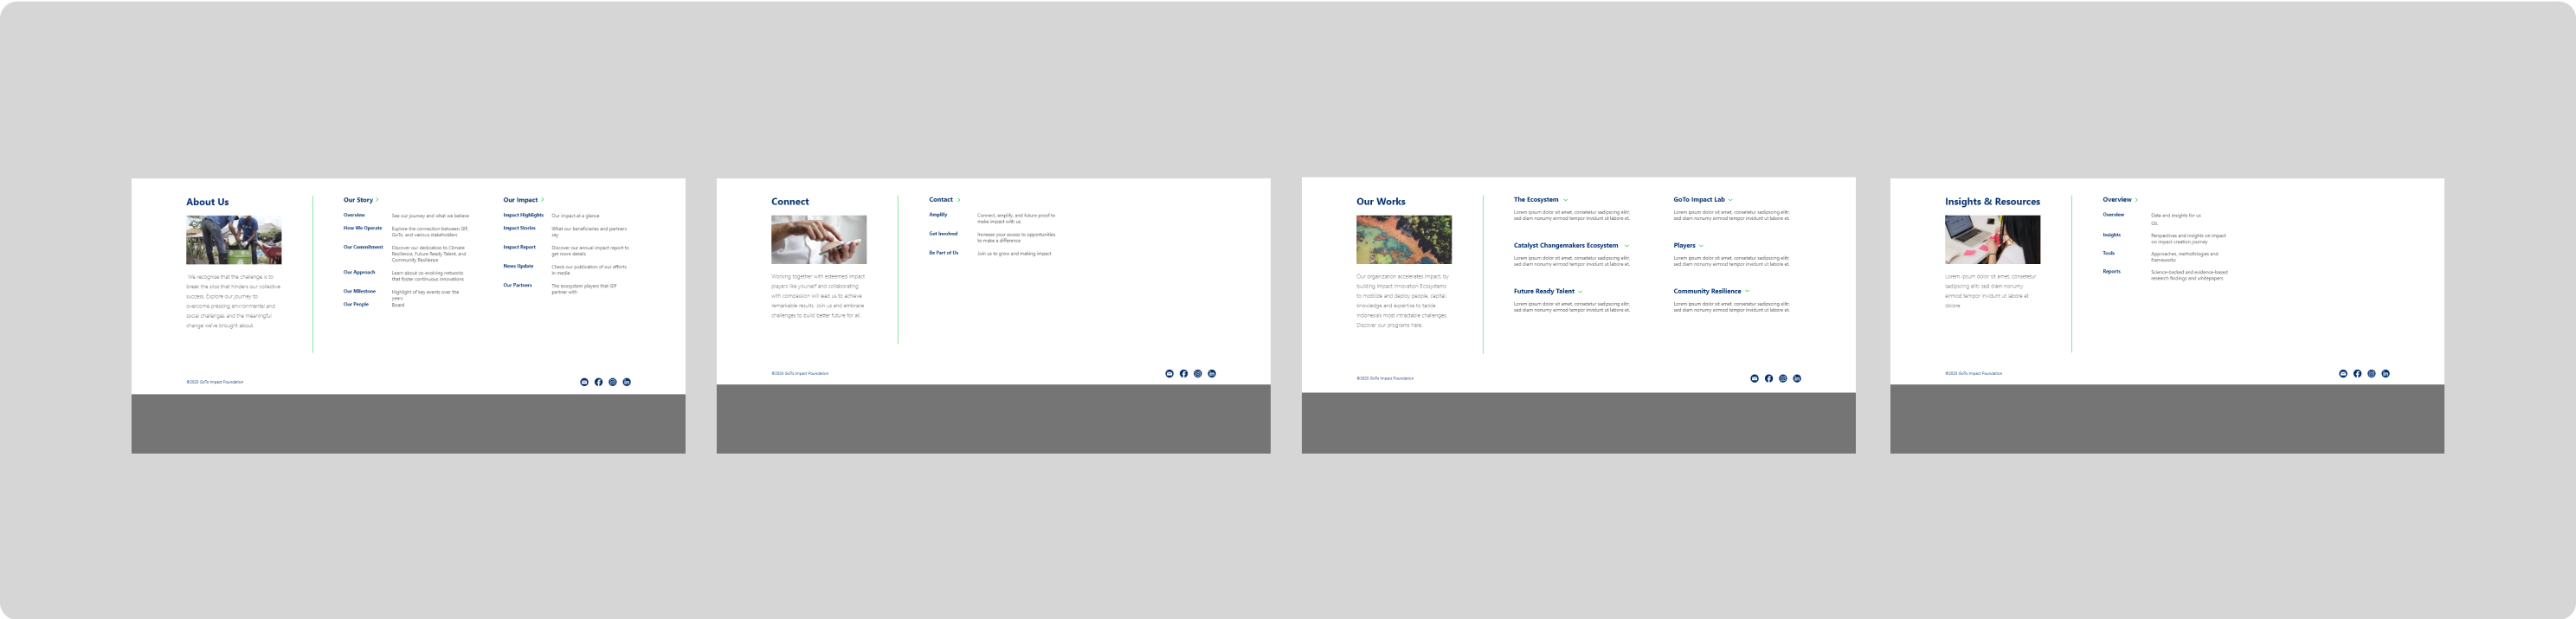 About Us
We recognise that the challenge is to
break the silos that hinders our collective
success. Explore our journey to
overcome pressing environmental and
social challenges and the meaningful
change we've brought about.
Our Story
Overview
See our journey and what we believe
How We Operate
Explore the connection between GIF,
GoTo, and various stakeholders
Our Commitment
Discover our dedication to Climate
Resilience, Future Ready Talent, and
Community Resilience
Our Approach
Learn about co-evolving networks
that foster continuous innovations
Our Milestone
Highlight of key events over the
years
Our People
Board
Our Impact
Impact Highlights
Our impact at a glance
Impact Stories
What our beneficiaries and partners
say
Impact Report
Discover our annual impact report to
get more details
News Update
Check our publication of our efforts
in media
Our Partners
The ecosystem players that GIF
partner with
©2023 GoTo Impact Foundation
Connect
Working together with esteemed impact
players like yourself and collaborating
with compassion will lead us to achieve
remarkable results. Join us and embrace
challenges to build better future for all.
Contact
Amplify
Connect, amplify, and future proof to
make impact with us
Get Involved
Increase your access to opportunities
to make a difference
Be Part of Us
Join us to grow and making impact
©2023 GoTo Impact Foundation
Our Works
Our organization accelerates impact, by
building Impact Innovation Ecosystems
to mobilize and deploy people, capital,
knowledge and expertise to tackle
Indonesia's most intractable challenges.
Discover our programs here.
The Ecosystem
Lorem ipsum dolor sit amet, consetetur sadipscing elitr,
sed diam nonumy eirmod tempor invidunt ut labore et.
Catalyst Changemakers Ecosystem
Lorem ipsum dolor sit amet, consetetur sadipscing elitr,
sed diam nonumy eirmod tempor invidunt ut labore et.
Future Ready Talent
Lorem ipsum dolor sit amet, consetetur sadipscing elitr,
sed diam nonumy eirmod tempor invidunt ut labore et.
GoTo Impact Lab
Lorem ipsum dolor sit amet, consetetur sadipscing elitr,
sed diam nonumy eirmod tempor invidunt ut labore et.
Players
Lorem ipsum dolor sit amet, consetetur sadipscing elitr,
sed diam nonumy eirmod tempor invidunt ut labore et.
Community Resilience
Lorem ipsum dolor sit amet, consetetur sadipscing elitr,
sed diam nonumy eirmod tempor invidunt ut labore et.
©2023 GoTo Impact Foundation
Insights & Resources
Lorem ipsum dolor sit amet, consetetur
sadipscing elitr, sed diam nonumy
eirmod tempor invidunt ut labore et
dolore
Overview
Overview
Data and insights for us
Insights
Perspectives and insights on impact
on impact creation journey
Tools
Approaches, methodologies and
frameworks
Reports
Science-backed and evidence-based
research findings and whitepapers
©2023 GoTo Impact Foundation